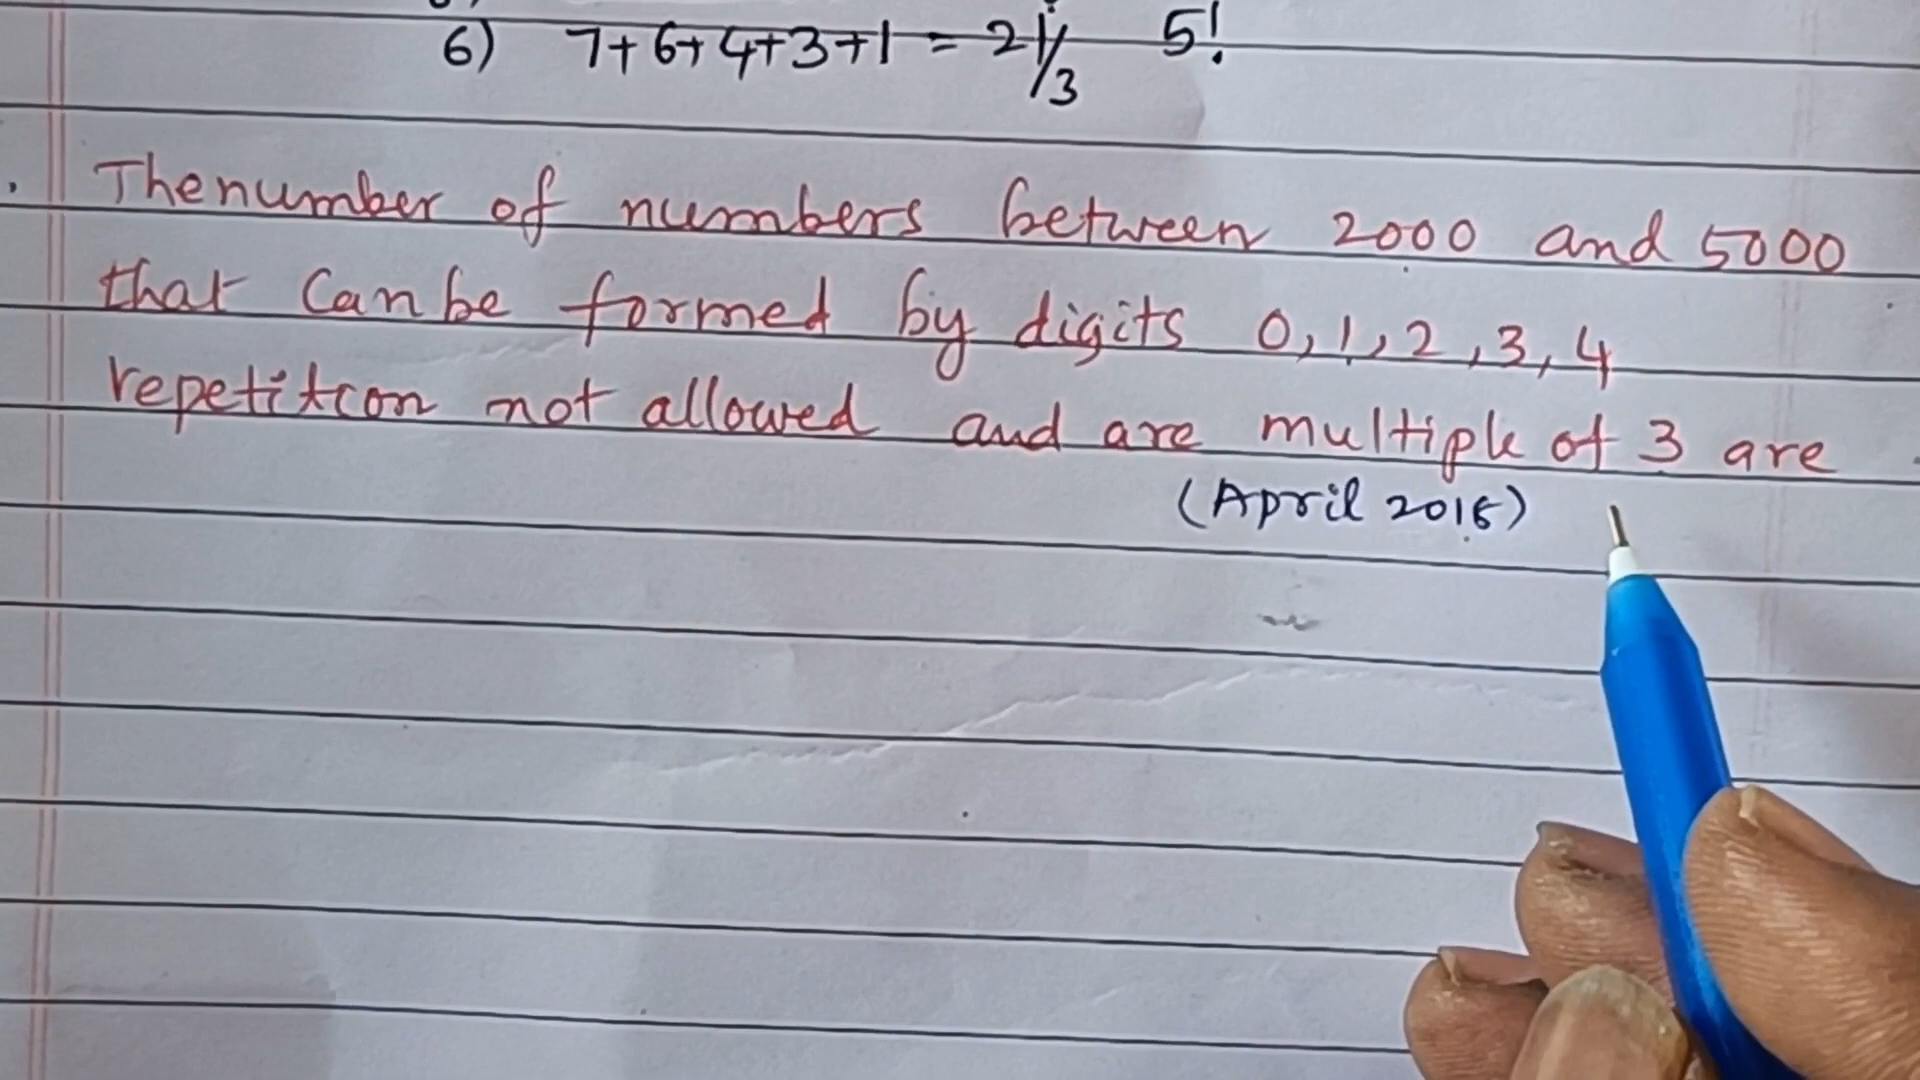 6) 7+6+4+3+1 = 21/3 5!
The number of numbers between 2000 and 5000
that can be formed by digits 0,1,2,3,4
repetition not allowed and are multiple of 3 are
(April 2018)